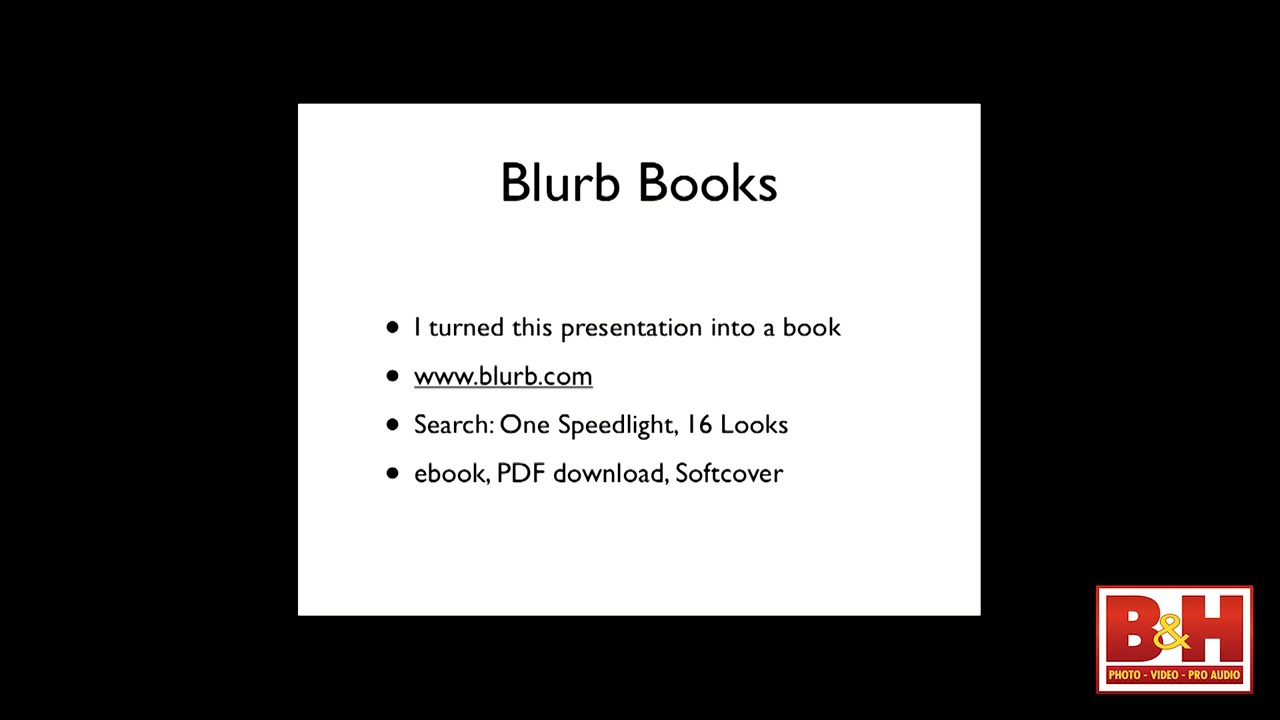 Blurb Books
• I turned this presentation into a book
• www.blurb.com
• Search: One Speedlight, 16 Looks
• ebook, PDF download, Softcover
B&H
PHOTO - VIDEO - PRO AUDIO